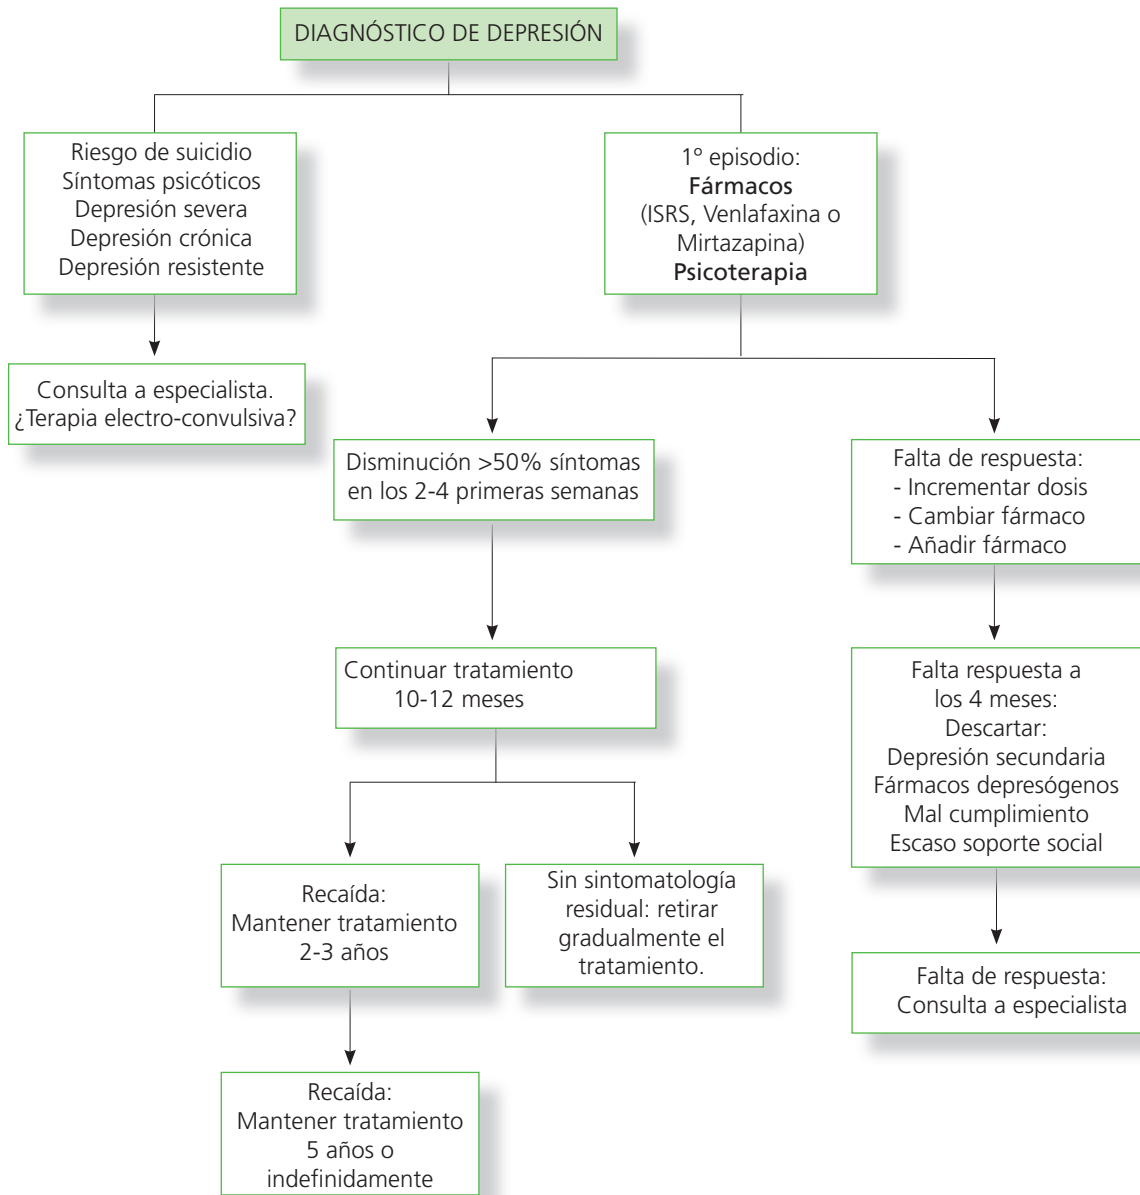 DIAGNÓSTICO DE DEPRESIÓN
Riesgo de suicidio
Síntomas psicóticos
Depresión severa
Depresión crónica
Depresión resistente
1º episodio:
Fármacos
(ISRS, Venlafaxina o
Mirtazapina)
Psicoterapia
Consulta a especialista.
¿Terapia electro-convulsiva?
Disminución >50% síntomas
en los 2-4 primeras semanas
Falta de respuesta:
- Incrementar dosis
- Cambiar fármaco
- Añadir fármaco
Continuar tratamiento
10-12 meses
Falta respuesta a
los 4 meses:
Descartar:
Depresión secundaria
Fármacos depresógenos
Mal cumplimiento
Escaso soporte social
Recaída:
Mantener tratamiento
2-3 años
Sin sintomatología
residual: retirar
gradualmente el
tratamiento.
Falta de respuesta:
Consulta a especialista
Recaída:
Mantener tratamiento
5 años o
indefinidamente